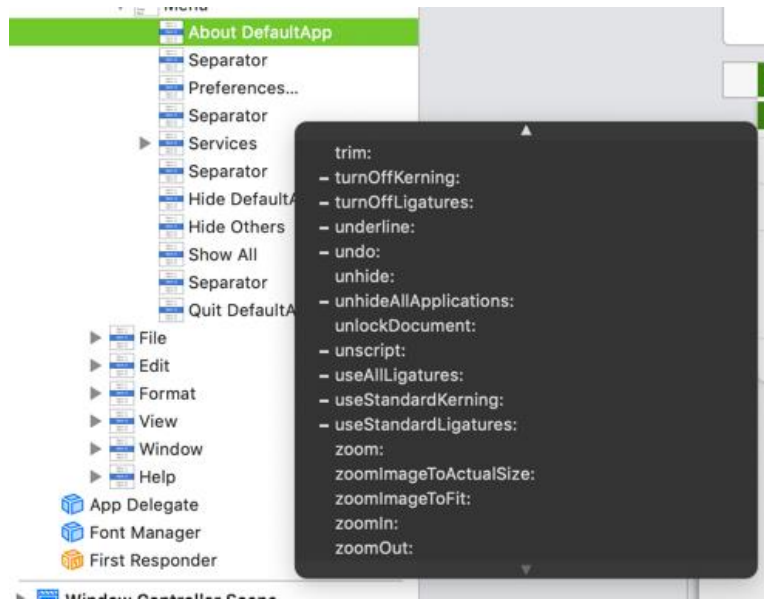 Menu
About DefaultApp
Separator
Preferences...
Separator
Services
Separator
Hide DefaultA
Hide Others
Show All
Separator
Quit DefaultA
File
Edit
Format
View
Window
Help
App Delegate
Font Manager
First Responder
Window Controller Scene
trim:
– turnOffKerning:
– turnOffLigatures:
– underline:
– undo:
unhide:
– unhideAllApplications:
unlockDocument:
– unscript:
– useAllLigatures:
– useStandardKerning:
– useStandardLigatures:
zoom:
zoomImageToActualSize:
zoomImageToFit:
zoomIn:
zoomOut: